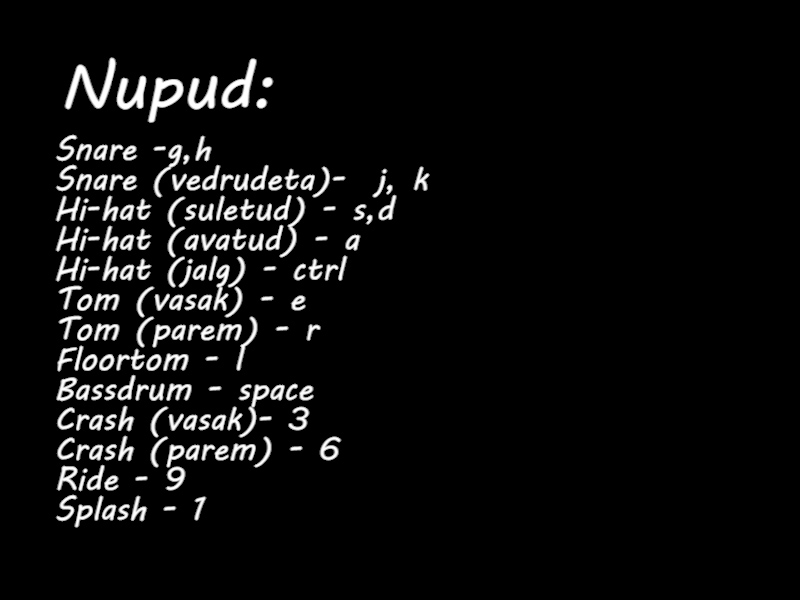 Nupud:
Snare -g,h
Snare (vedrudeta)- j, k
Hi-hat (suletud) - s,d
Hi-hat (avatud) - a
Hi-hat (jalg) - ctrl
Tom (vasak) - e
Tom (parem) - r
Floortom - l
Bassdrum - space
Crash (vasak)- 3
Crash (parem) - 6
Ride - 9
Splash - 1